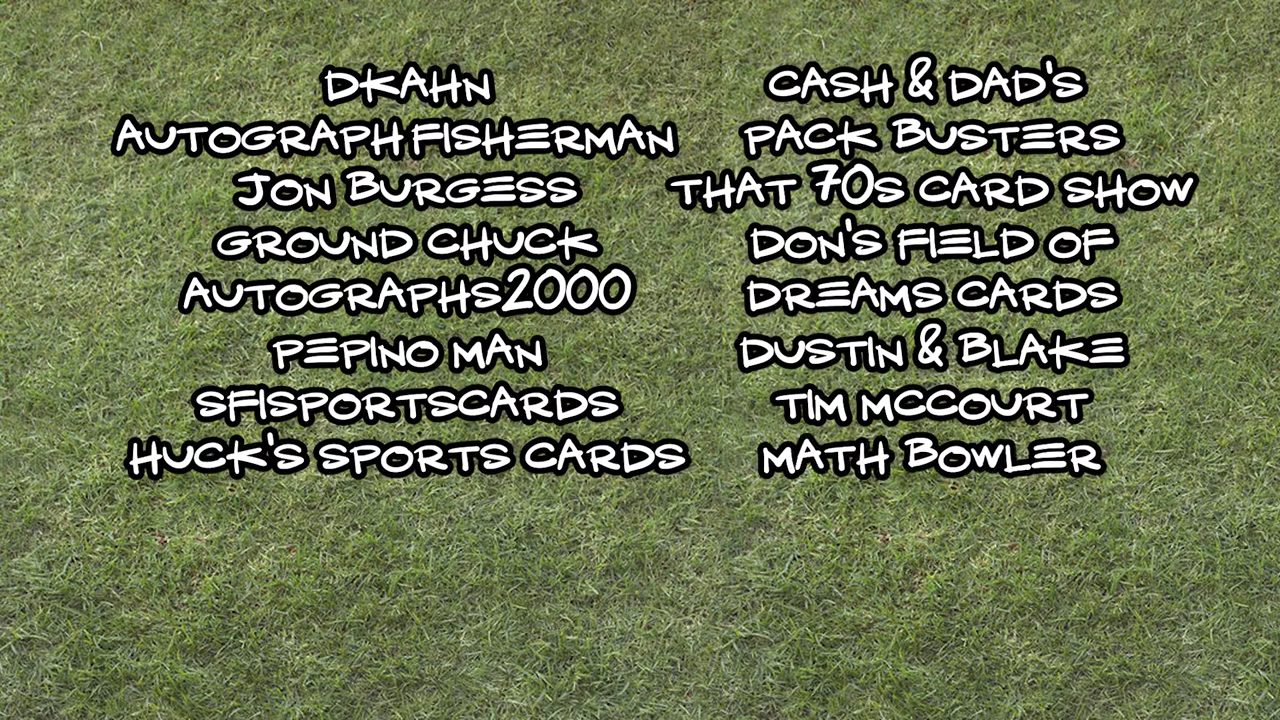 DKAHN
AUTOGRAPH FISHERMAN
JON BURGESS
GROUND CHUCK
AUTOGRAPHS2000
PEPINO MAN
SFISPORTSCARDS
HUCK'S SPORTS CARDS
CASH & DAD'S
PACK BUSTERS
THAT 70S CARD SHOW
DON'S FIELD OF
DREAMS CARDS
DUSTIN & BLAKE
TIM MCCOURT
MATH BOWLER